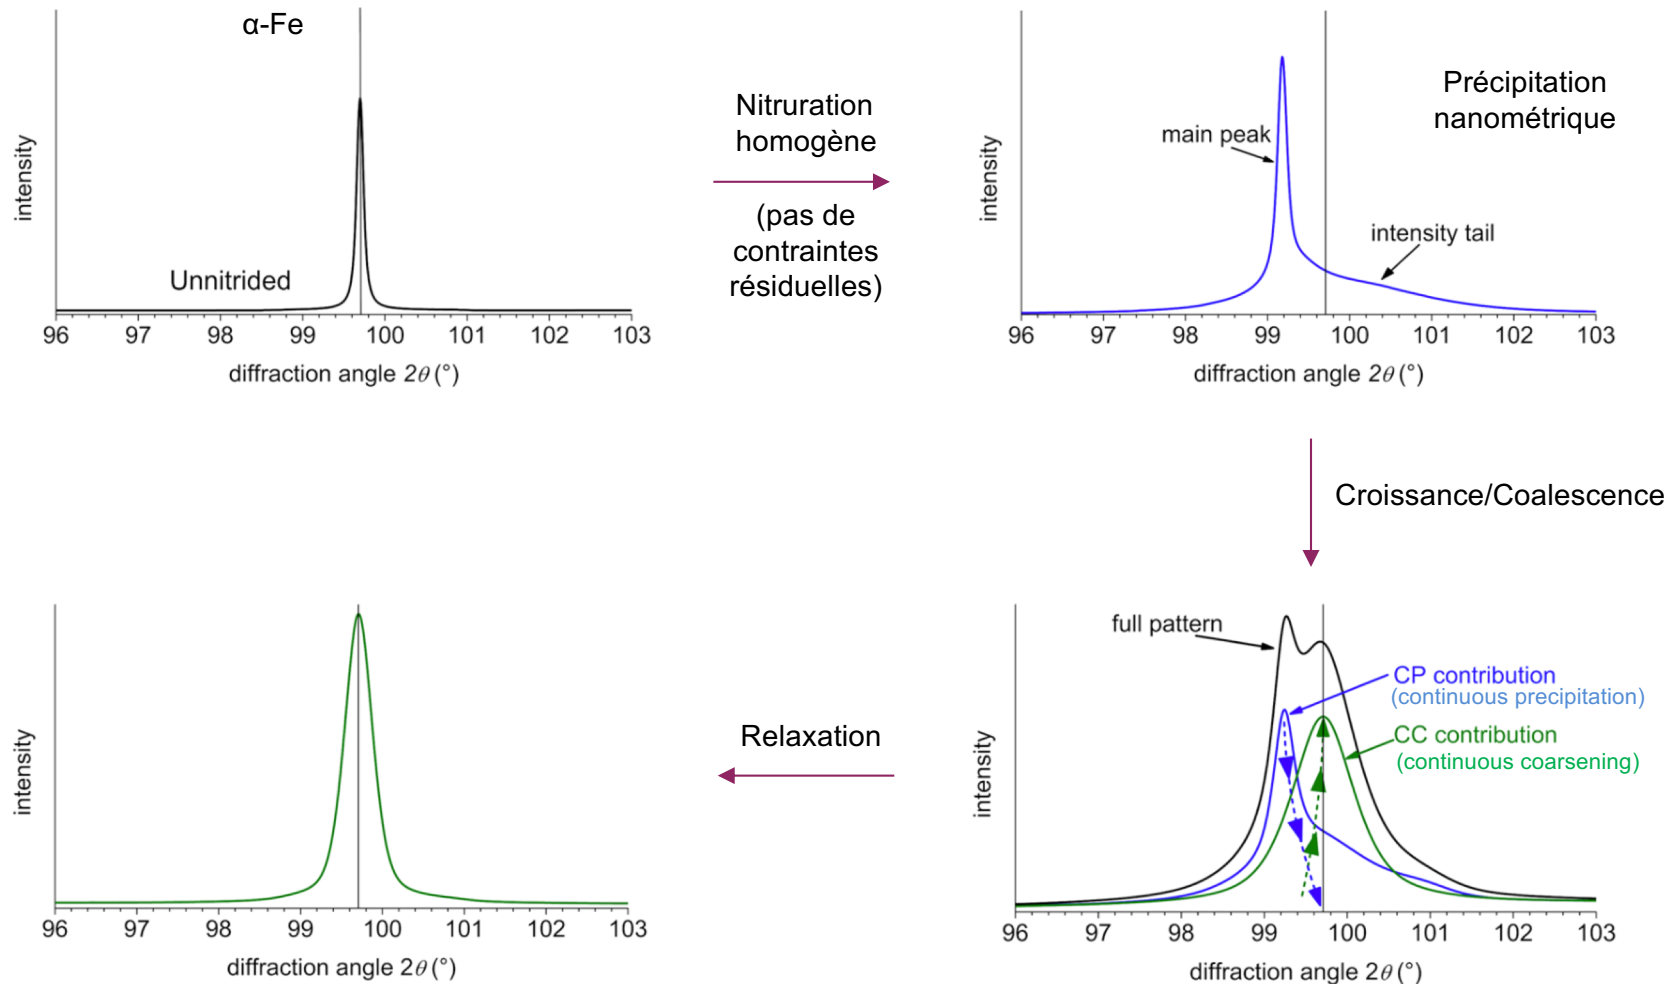 α-Fe
intensity
Unnitrided
96 97 98 99 100 101 102 103
diffraction angle 2θ (°)
Nitruration
homogène
(pas de
contraintes
résiduelles)
Précipitation
nanométrique
main peak
intensity tail
intensity
96 97 98 99 100 101 102 103
diffraction angle 2θ (°)
Croissance/Coalescence
full pattern
CP contribution
(continuous precipitation)
CC contribution
(continuous coarsening)
intensity
96 97 98 99 100 101 102 103
diffraction angle 2θ (°)
Relaxation
intensity
96 97 98 99 100 101 102 103
diffraction angle 2θ (°)